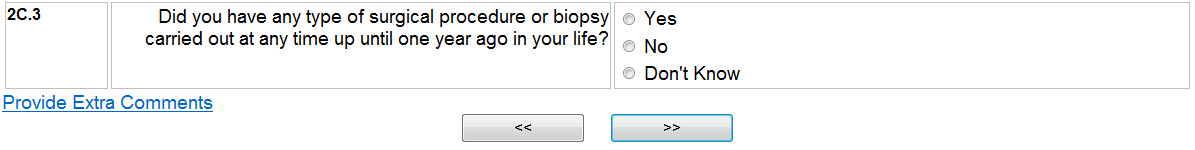 2C.3
Did you have any type of surgical procedure or biopsy
carried out at any time up until one year ago in your life?
Yes
No
Don't Know
Provide Extra Comments
<<
>>